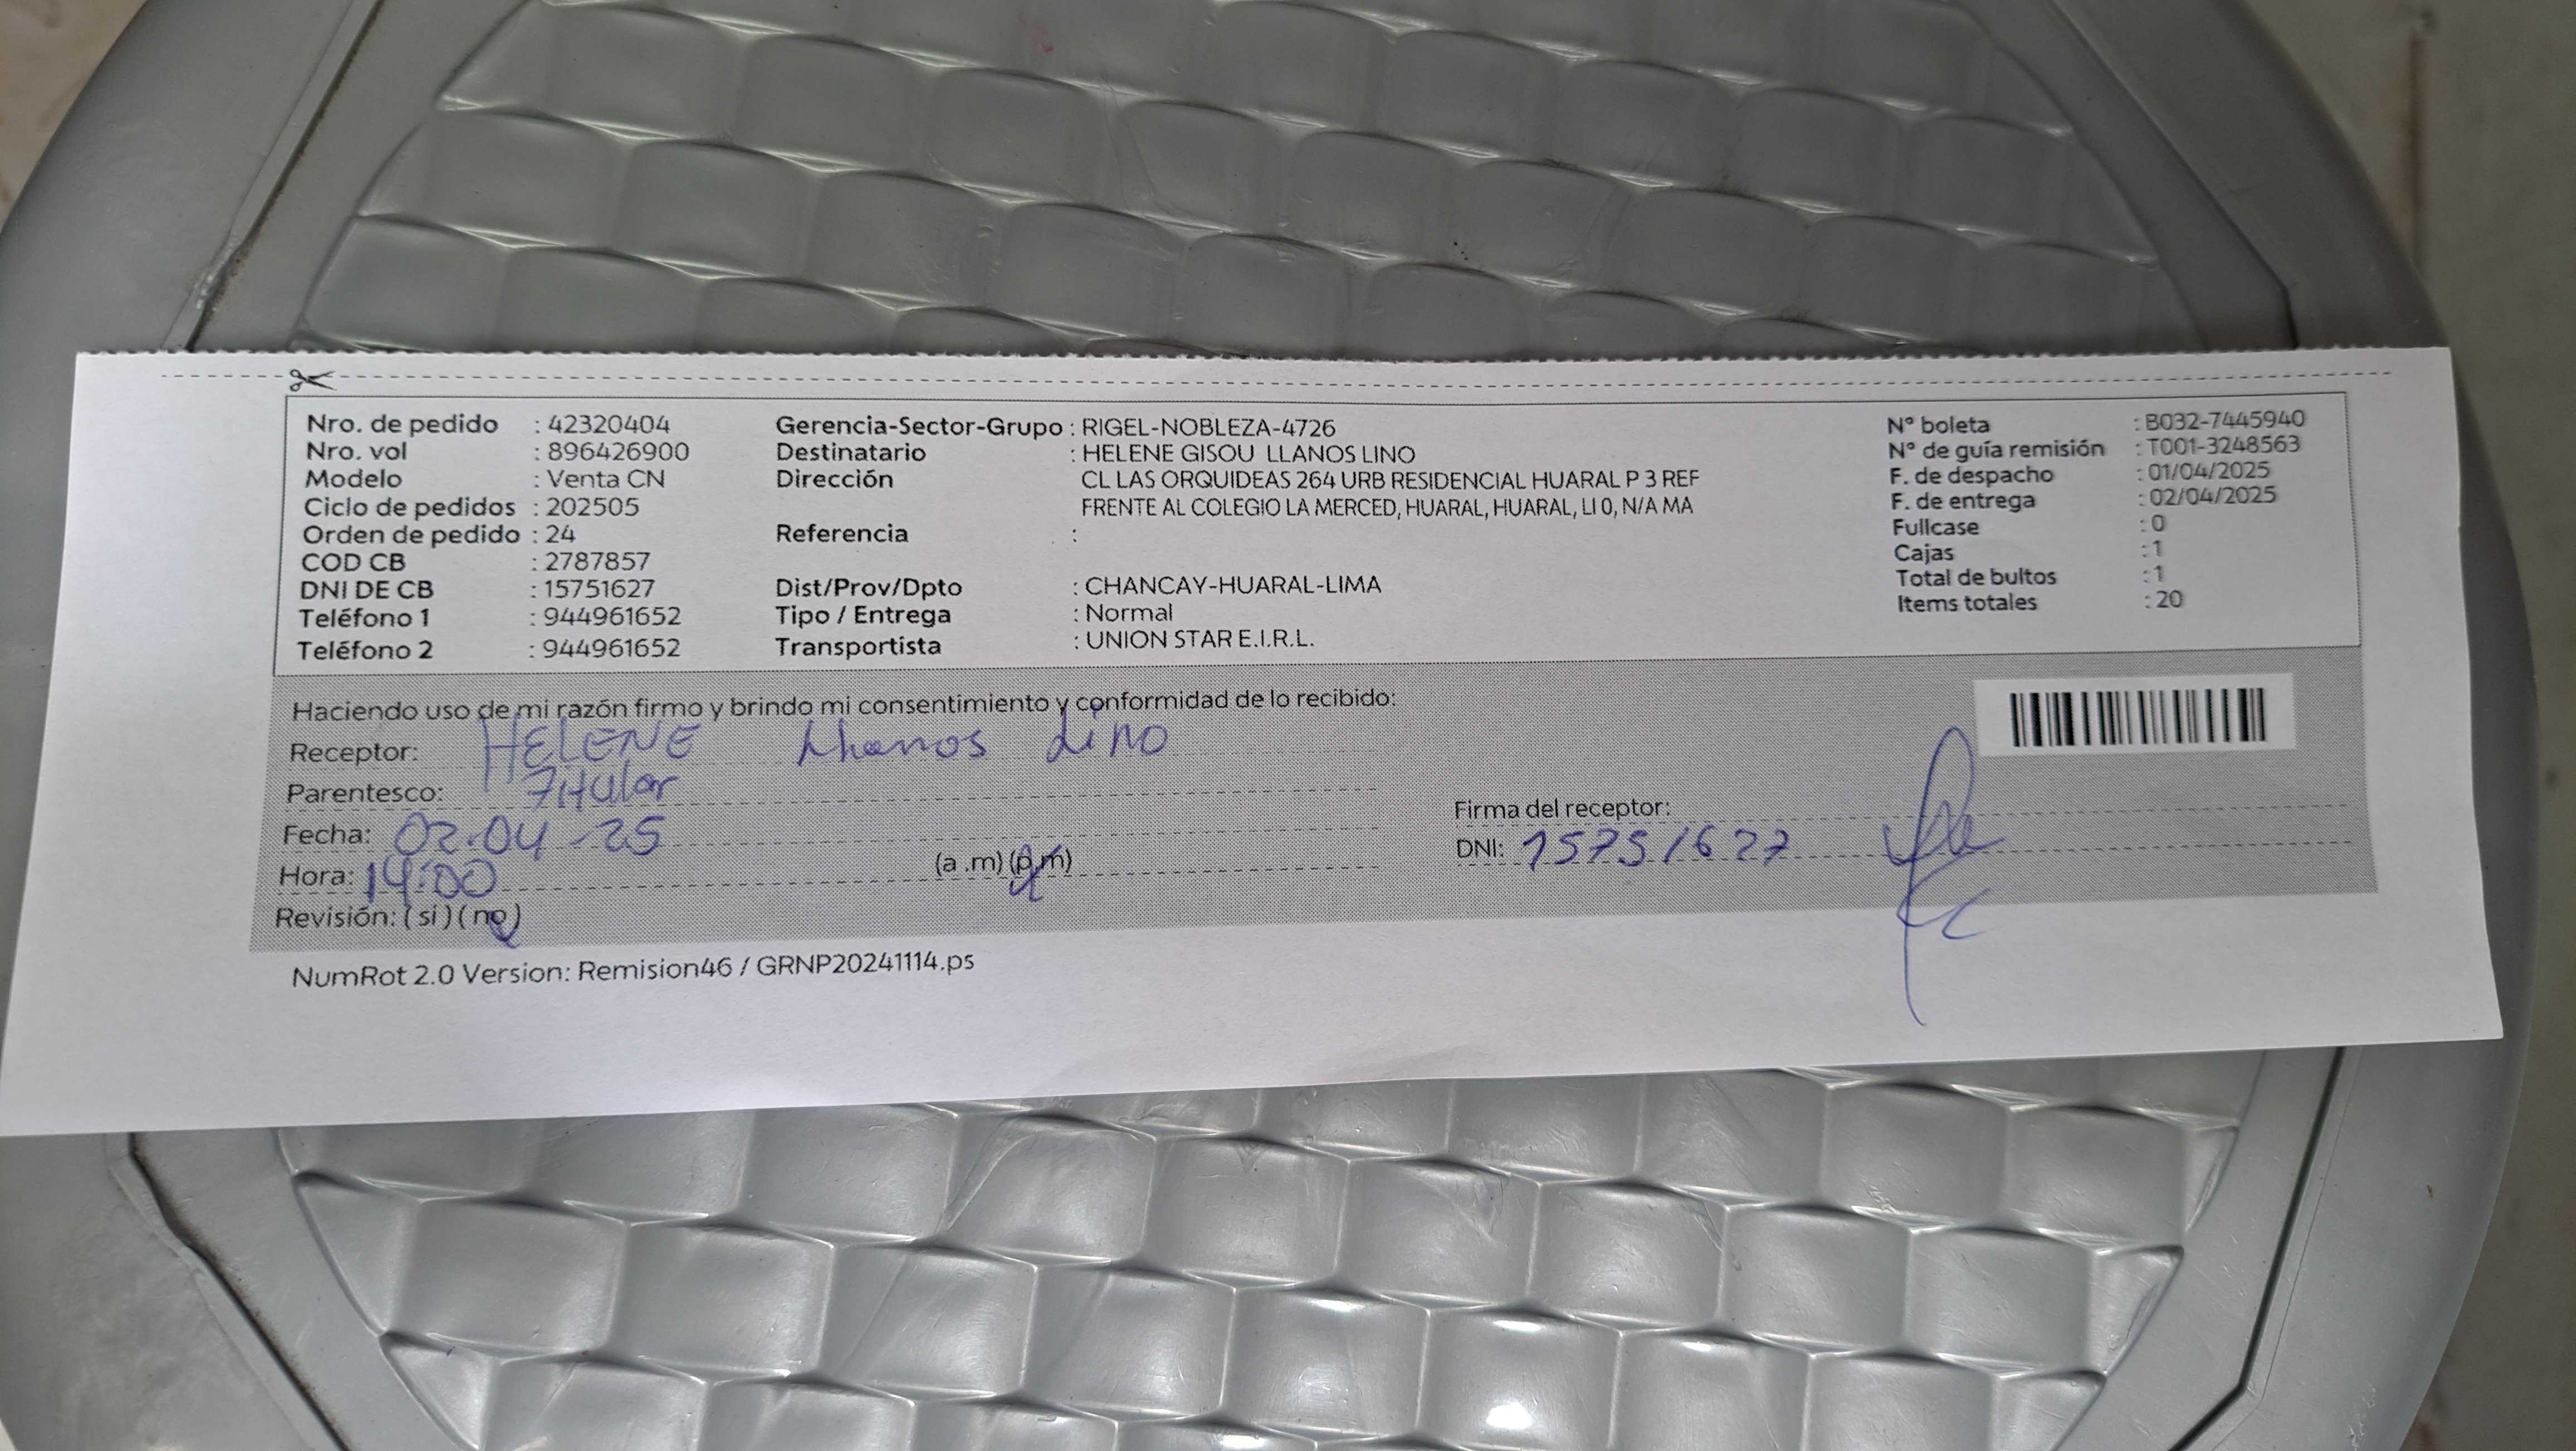 Nro. de pedido : 42320404
Nro. vol : 896426900
Modelo : Venta CN
Ciclo de pedidos : 202505
Orden de pedido : 24
COD CB : 2787857
DNI DE CB : 15751627
Teléfono 1 : 944961652
Teléfono 2 : 944961652
Gerencia-Sector-Grupo : RIGEL-NOBLEZA-4726
Destinatario : HELENE GISOU LLANOS LINO
Dirección CL LAS ORQUIDEAS 264 URB RESIDENCIAL HUARAL P 3 REF
FRENTE AL COLEGIO LA MERCED, HUARAL, HUARAL, LI 0, N/A MA
Referencia :
Dist/Prov/Dpto : CHANCAY-HUARAL-LIMA
Tipo / Entrega : Normal
Transportista : UNION STAR E.I.R.L.
N° boleta : B032-7445940
N° de guía remisión : T001-3248563
F. de despacho : 01/04/2025
F. de entrega : 02/04/2025
Fullcase : 0
Cajas : 1
Total de bultos : 1
Items totales : 20
Haciendo uso de mi razón firmo y brindo mi consentimiento y conformidad de lo recibido:
Receptor: HELENE Llanos Lino
Parentesco: Titular
Fecha: 02.04-25
Hora: 14:00 (a .m) (p.m)
Revisión: ( si ) ( no )
Firma del receptor:
DNI: 15751627
NumRot 2.0 Version: Remision46 / GRNP20241114.ps